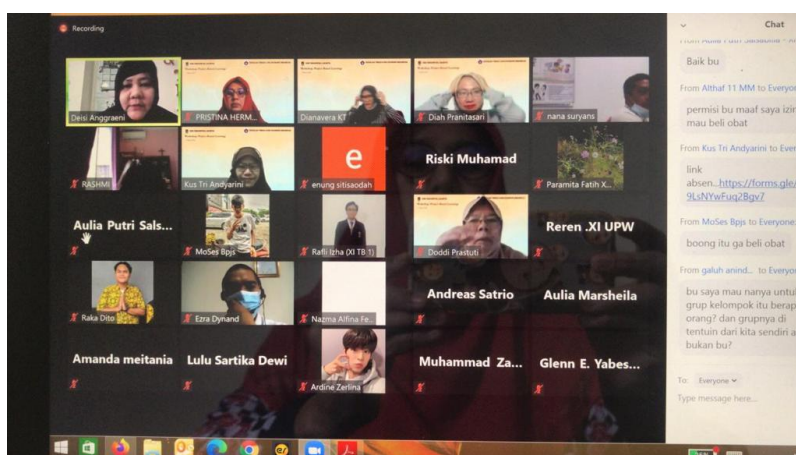 Recording
Deisi Anggraeni
PRISTINA HERM...
Dianavera KT
Diah Pranitasari
nana suryans
RASHMI
Kus Tri Andyarini
e
enung sitisaodah
Riski Muhamad
Paramita Fatih X...
Aulia Putri Sals...
MoSes Bpjs
Rafli Izha (XI TB 1)
Doddi Prastuti
Reren .XI UPW
Raka Dito
Ezra Dynand
Nazma Alfina Fe...
Andreas Satrio
Aulia Marsheila
Amanda meitania
Lulu Sartika Dewi
Ardine Zerlina
Muhammad Za...
Glenn E. Yabes...
Chat
Baik bu
From Althaf 11 MM to Everyon
permisi bu maaf saya izin
mau beli obat
From Kus Tri Andyarini to Ever
link
absen...https://forms.gle/
9LsNYwFuq2Bgv7
From MoSes Bpjs to Everyone
boong itu ga beli obat
From galuh anind... to Everyo
bu saya mau nanya untu
grup kelompok itu berap
orang? dan grupnya di
tentuin dari kita sendiri a
bukan bu?
To: Everyone
Type message here...